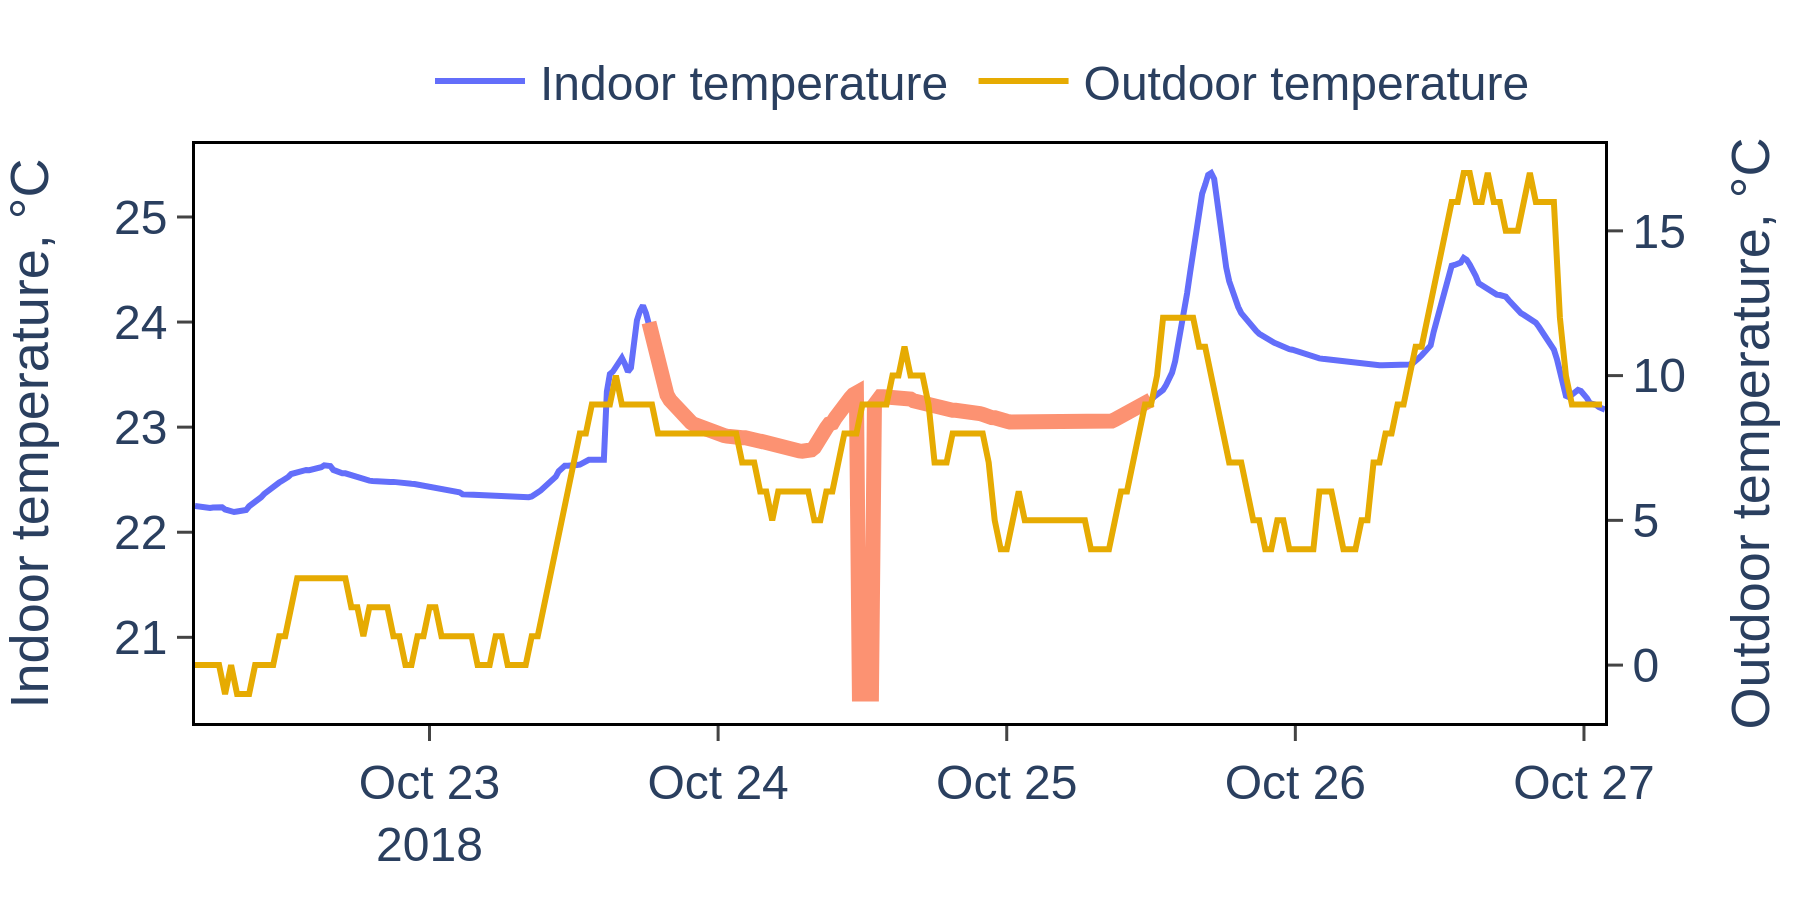 Indoor temperature
Outdoor temperature
Indoor temperature, °C
25
24
23
22
21
15
10
5
0
Outdoor temperature, °C
Oct 23
2018
Oct 24
Oct 25
Oct 26
Oct 27